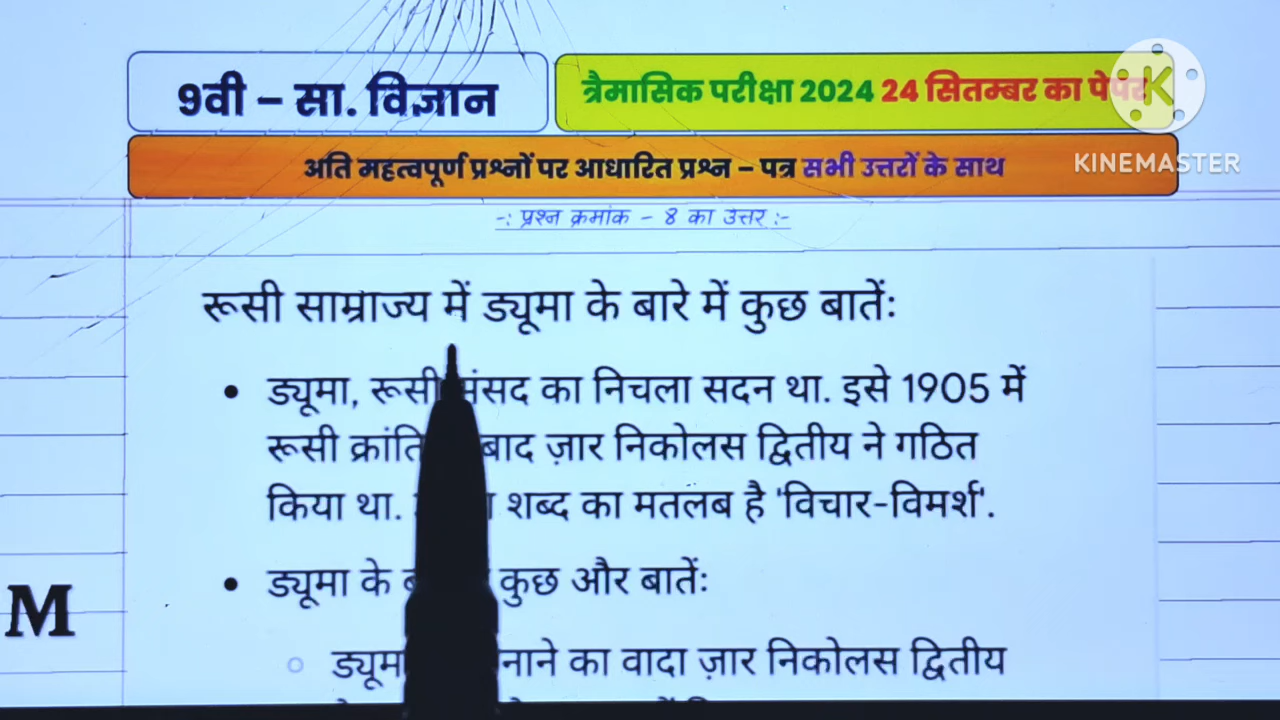 9वी – सा. विज्ञान
त्रैमासिक परीक्षा 2024 24 सितम्बर का पेपर
KINEMASTER
अति महत्वपूर्ण प्रश्नों पर आधारित प्रश्न – पत्र सभी उत्तरों के साथ
-: प्रश्न क्रमांक - 8 का उत्तर :-
रूसी साम्राज्य में ड्यूमा के बारे में कुछ बातें:
• ड्यूमा, रूसी संसद का निचला सदन था. इसे 1905 में
रूसी क्रांति बाद ज़ार निकोलस द्वितीय ने गठित
किया था. शब्द का मतलब है 'विचार-विमर्श'.
• ड्यूमा के कुछ और बातें:
M
ज़ार निकोलस द्वितीय